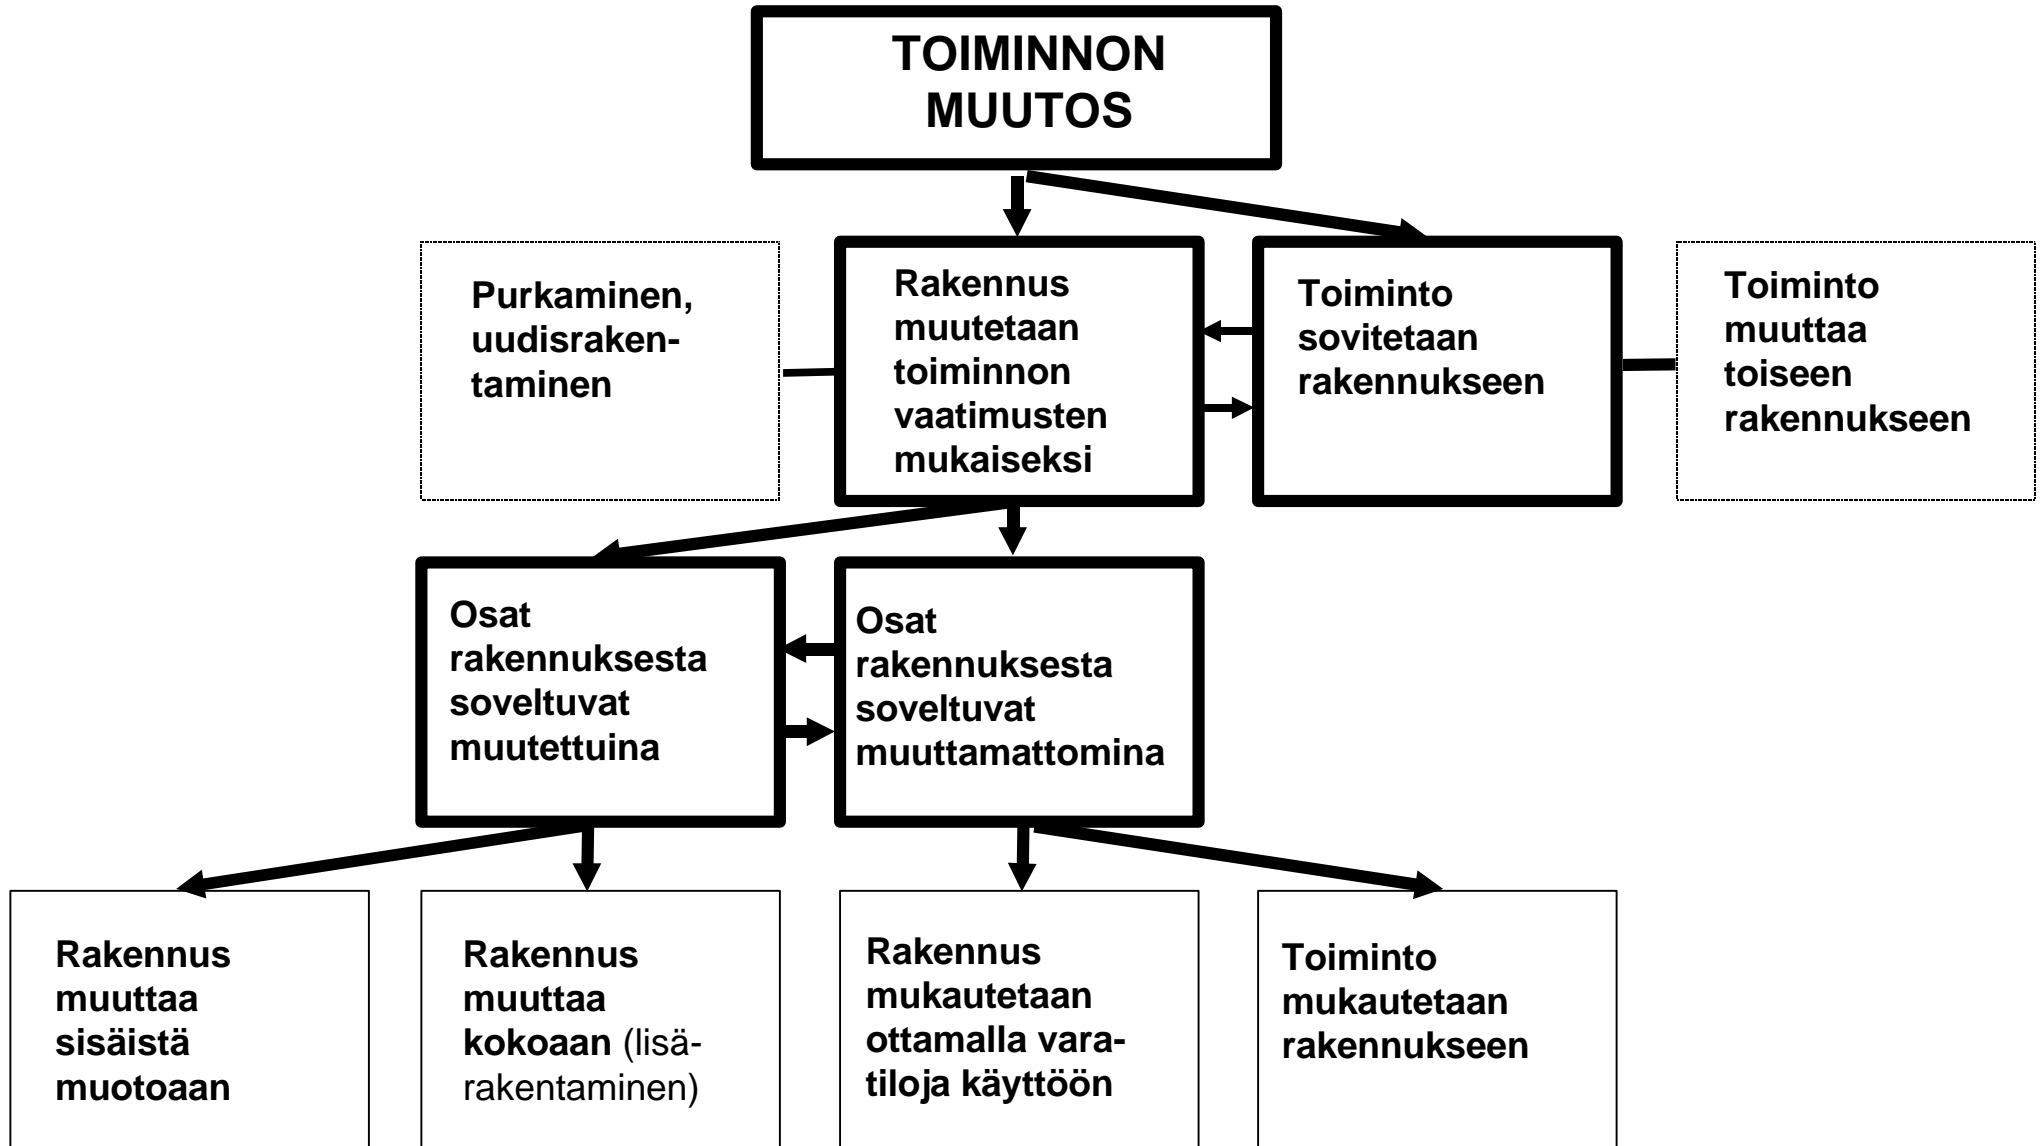 TOIMINNON
MUUTOS
Purkaminen,
uudisraken-
taminen
Rakennus
muutetaan
toiminnon
vaatimusten
mukaiseksi
Toiminto
sovitetaan
rakennukseen
Toiminto
muuttaa
toiseen
rakennukseen
Osat
rakennuksesta
soveltuvat
muutettuina
Osat
rakennuksesta
soveltuvat
muuttamattomina
Rakennus
muuttaa
sisäistä
muotoaan
Rakennus
muuttaa
kokoaan (lisä-
rakentaminen)
Rakennus
mukautetaan
ottamalla vara-
tiloja käyttöön
Toiminto
mukautetaan
rakennukseen